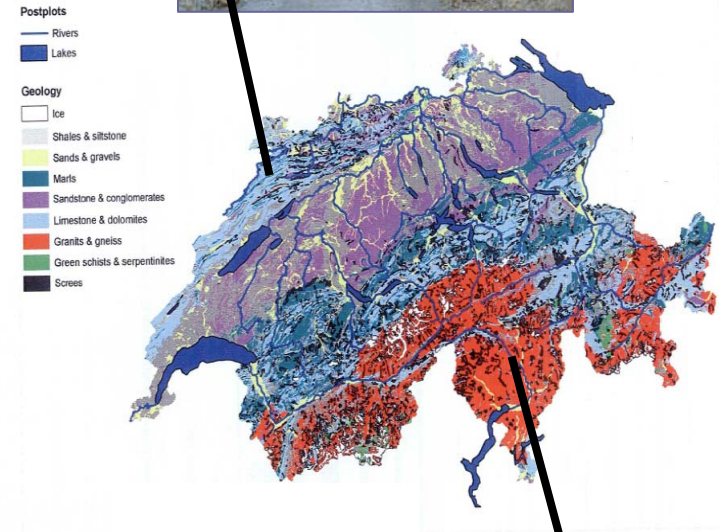 Postplots
Rivers
Lakes
Geology
Ice
Shales & siltstone
Sands & gravels
Marls
Sandstone & conglomerates
Limestone & dolomites
Granits & gneiss
Green schists & serpentinites
Screes